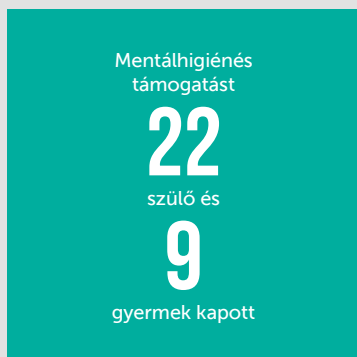 Mentálhigiénés
támogatást
22
szülő és
9
gyermek kapott